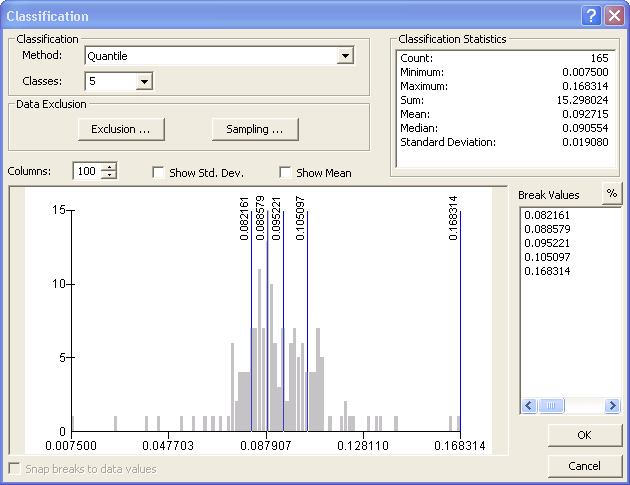 Classification
Classification
Method: Quantile
Classes: 5
Data Exclusion
Exclusion ...
Sampling ...
Classification Statistics
Count: 165
Minimum: 0.007500
Maximum: 0.168314
Sum: 15.298024
Mean: 0.092715
Median: 0.090554
Standard Deviation: 0.019080
Columns: 100 Show Std. Dev. Show Mean
%
Break Values
0.082161
0.088579
0.095221
0.105097
0.168314
0.082161
0.088579
0.095221
0.105097
0.168314
15
10
5
0
0.007500 0.047703 0.087907 0.128110 0.168314
Snap breaks to data values
OK
Cancel